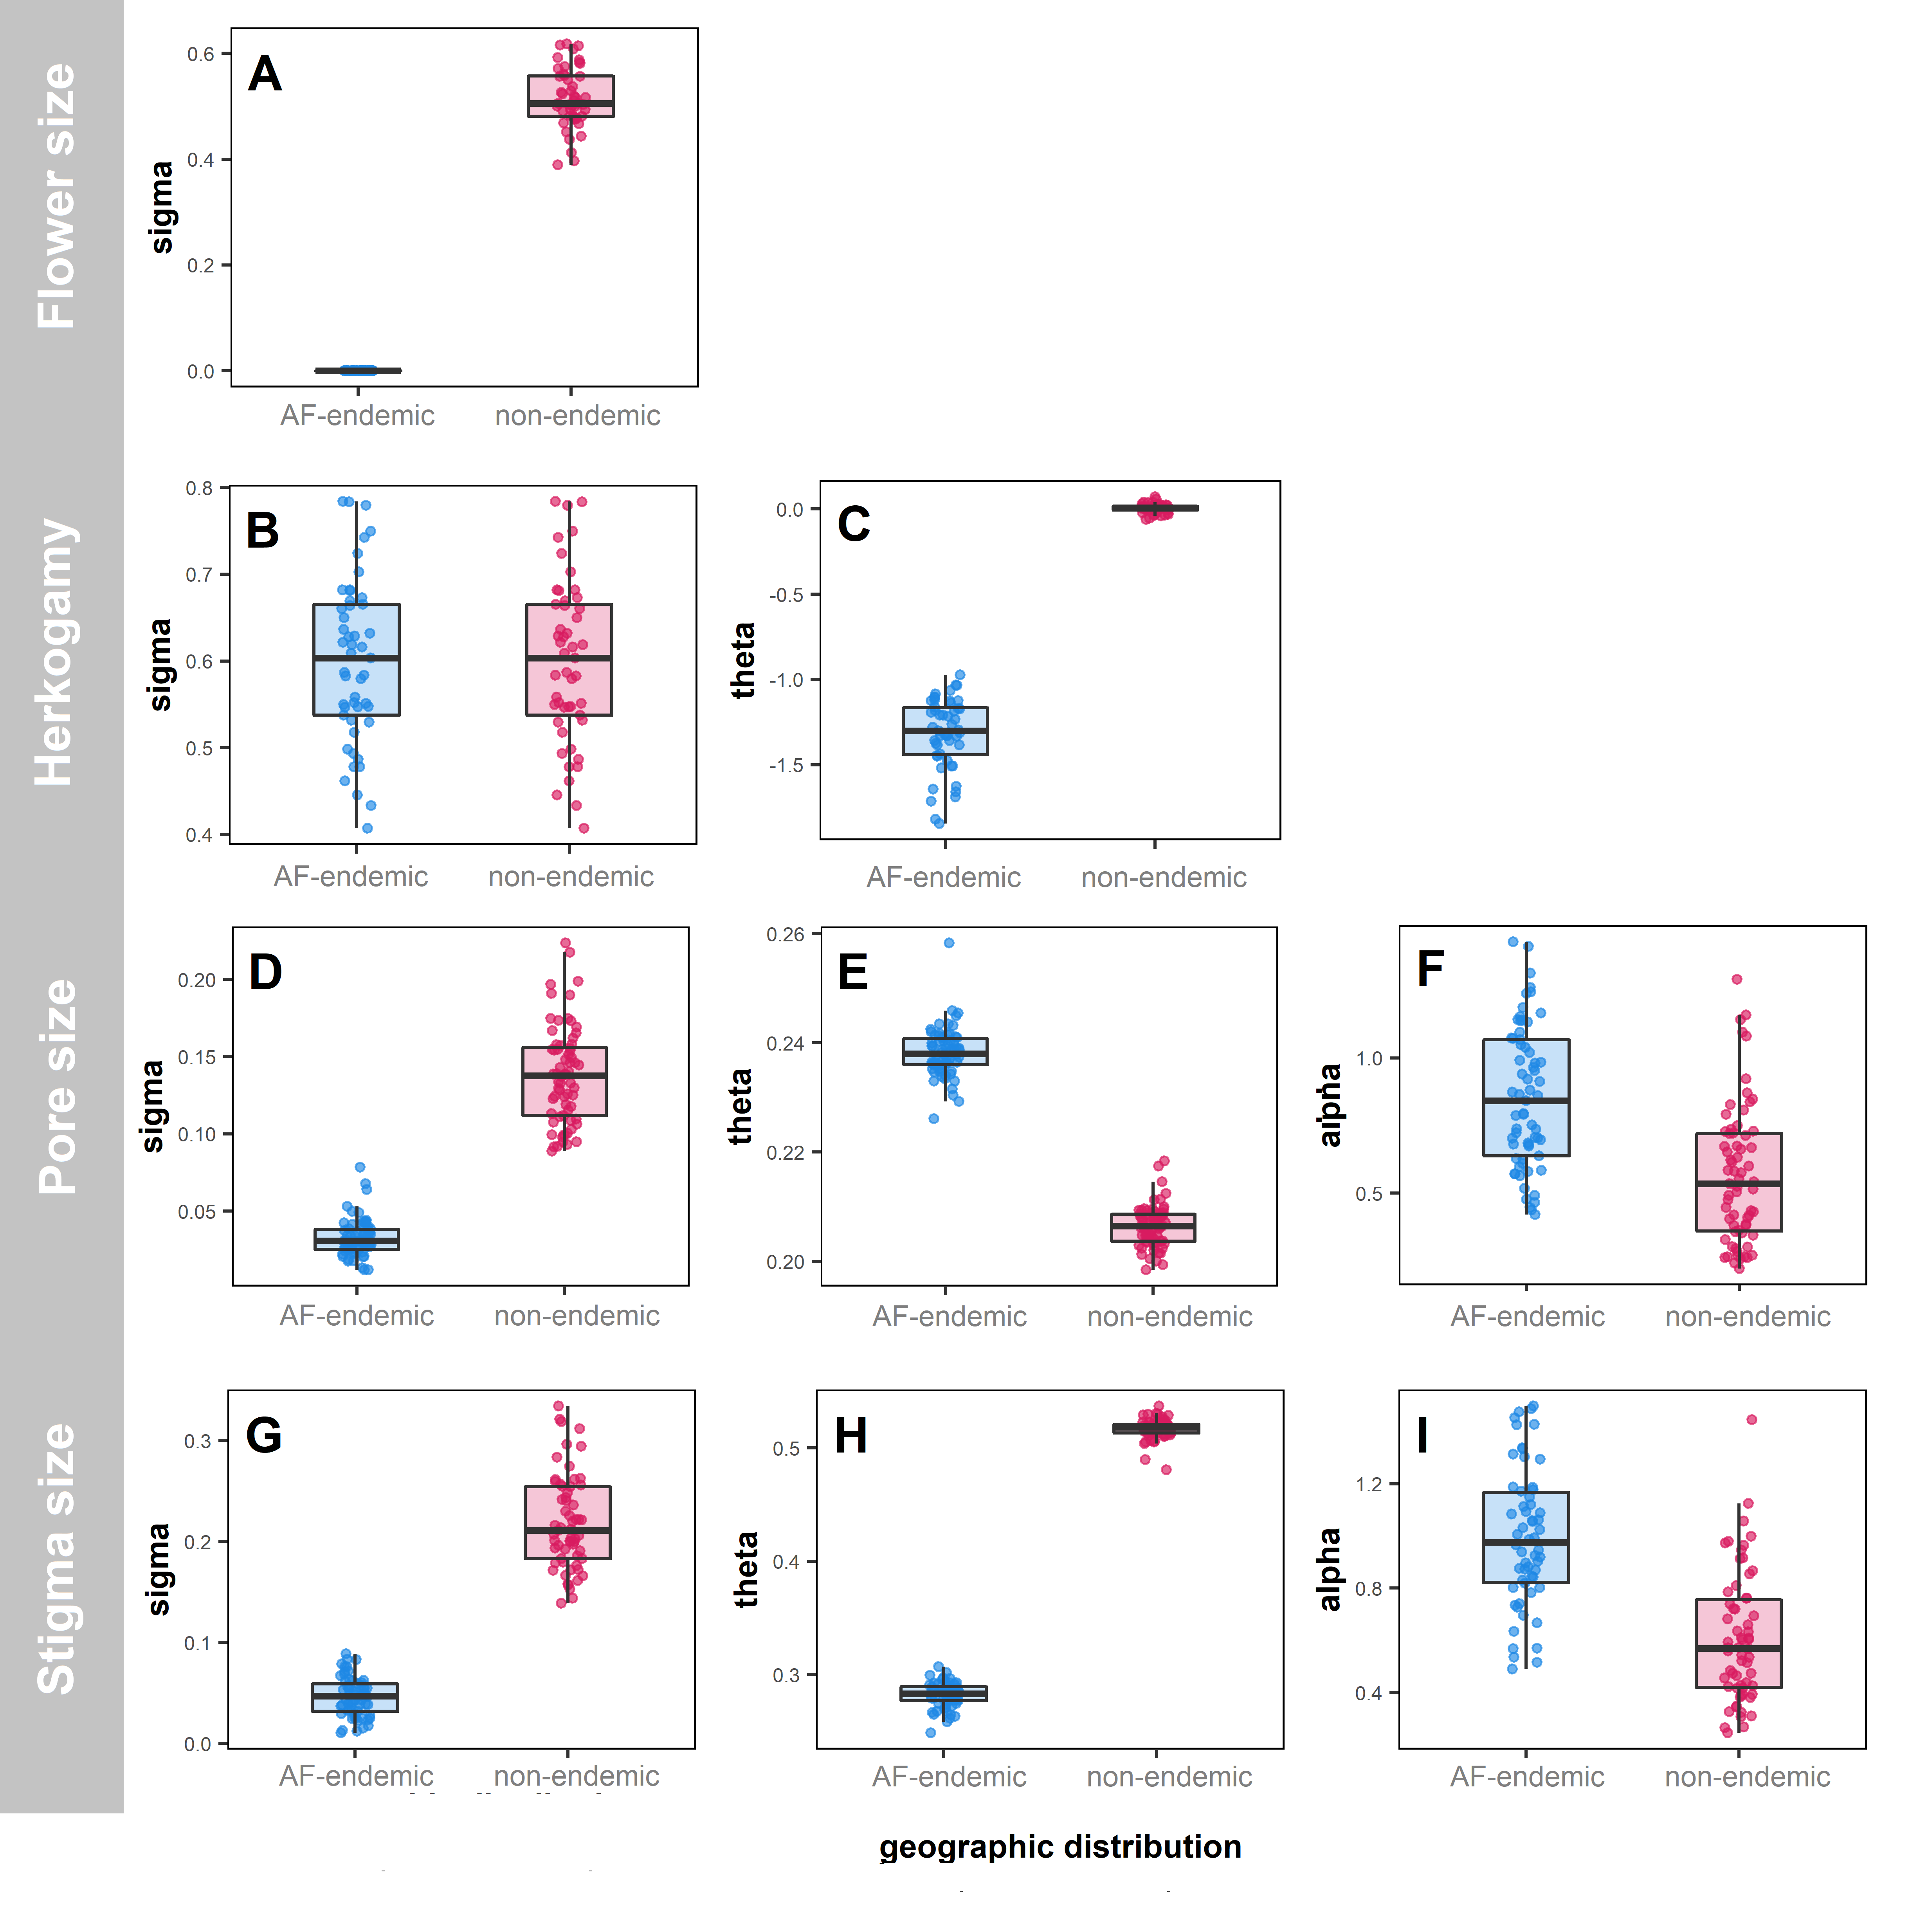 Flower size
A
sigma
0.6
0.4
0.2
0.0
AF-endemic non-endemic
Herkogamy
B
sigma
0.8
0.7
0.6
0.5
0.4
AF-endemic non-endemic
C
theta
0.0
-0.5
-1.0
-1.5
AF-endemic non-endemic
Pore size
D
sigma
0.20
0.15
0.10
0.05
AF-endemic non-endemic
E
theta
0.26
0.24
0.22
0.20
AF-endemic non-endemic
F
alpha
1.0
0.5
AF-endemic non-endemic
Stigma size
G
sigma
0.3
0.2
0.1
0.0
AF-endemic non-endemic
H
theta
0.5
0.4
0.3
AF-endemic non-endemic
I
alpha
1.2
0.8
0.4
AF-endemic non-endemic
geographic distribution